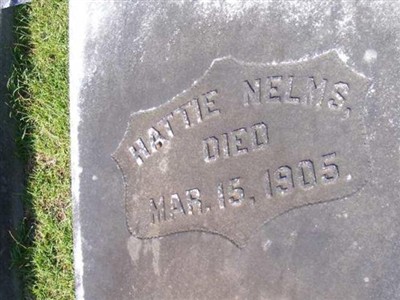 HATTIE NELMS,
DIED
MAR. 15, 1905.